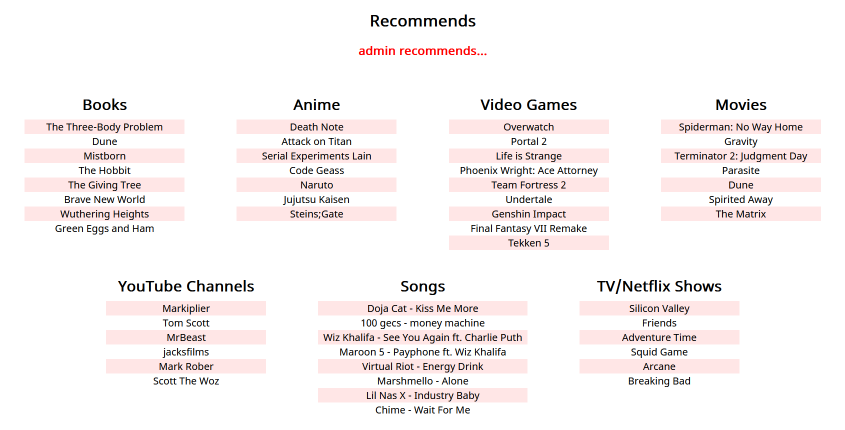 Recommends
admin recommends...
Books
The Three-Body Problem
Dune
Mistborn
The Hobbit
The Giving Tree
Brave New World
Wuthering Heights
Green Eggs and Ham
Anime
Death Note
Attack on Titan
Serial Experiments Lain
Code Geass
Naruto
Jujutsu Kaisen
Steins;Gate
Video Games
Overwatch
Portal 2
Life is Strange
Phoenix Wright: Ace Attorney
Team Fortress 2
Undertale
Genshin Impact
Final Fantasy VII Remake
Tekken 5
Movies
Spiderman: No Way Home
Gravity
Terminator 2: Judgment Day
Parasite
Dune
Spirited Away
The Matrix
YouTube Channels
Markiplier
Tom Scott
MrBeast
jacksfilms
Mark Rober
Scott The Woz
Songs
Doja Cat - Kiss Me More
100 gecs - money machine
Wiz Khalifa - See You Again ft. Charlie Puth
Maroon 5 - Payphone ft. Wiz Khalifa
Virtual Riot - Energy Drink
Marshmello - Alone
Lil Nas X - Industry Baby
Chime - Wait For Me
TV/Netflix Shows
Silicon Valley
Friends
Adventure Time
Squid Game
Arcane
Breaking Bad